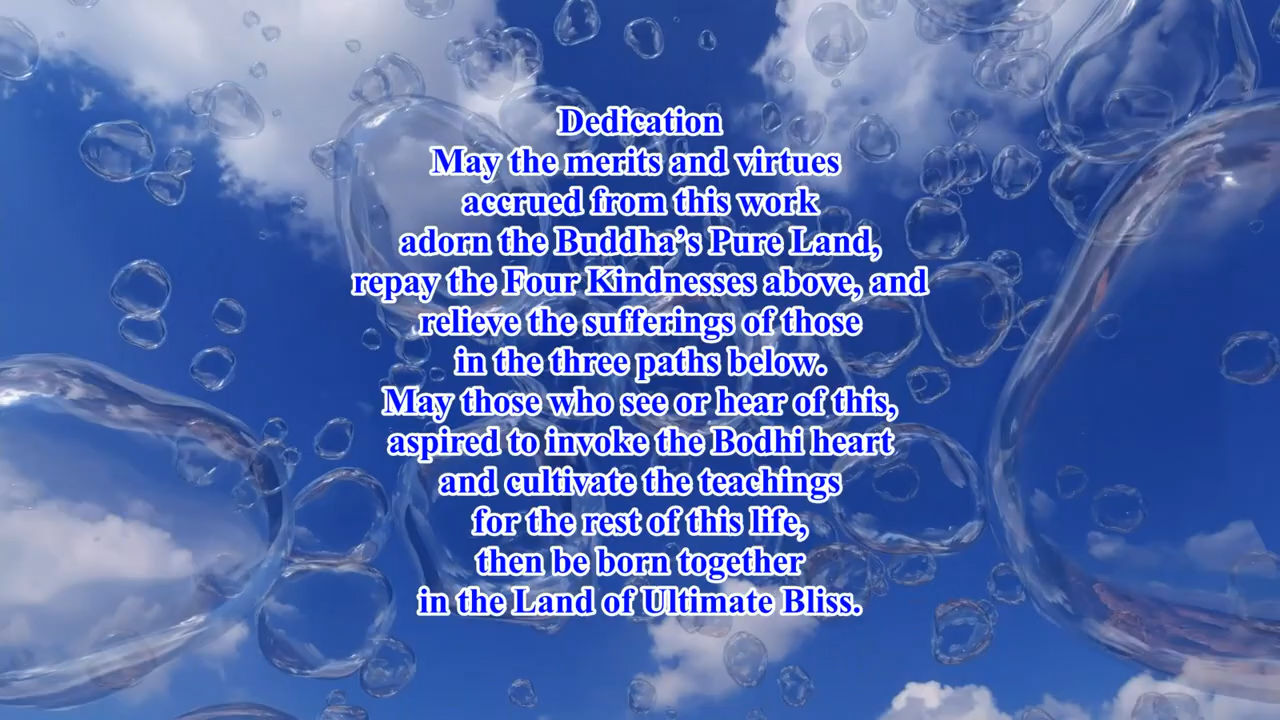 Dedication
May the merits and virtues
accrued from this work
adorn the Buddha’s Pure Land,
repay the Four Kindnesses above, and
relieve the sufferings of those
in the three paths below.
May those who see or hear of this,
aspired to invoke the Bodhi heart
and cultivate the teachings
for the rest of this life,
then be born together
in the Land of Ultimate Bliss.